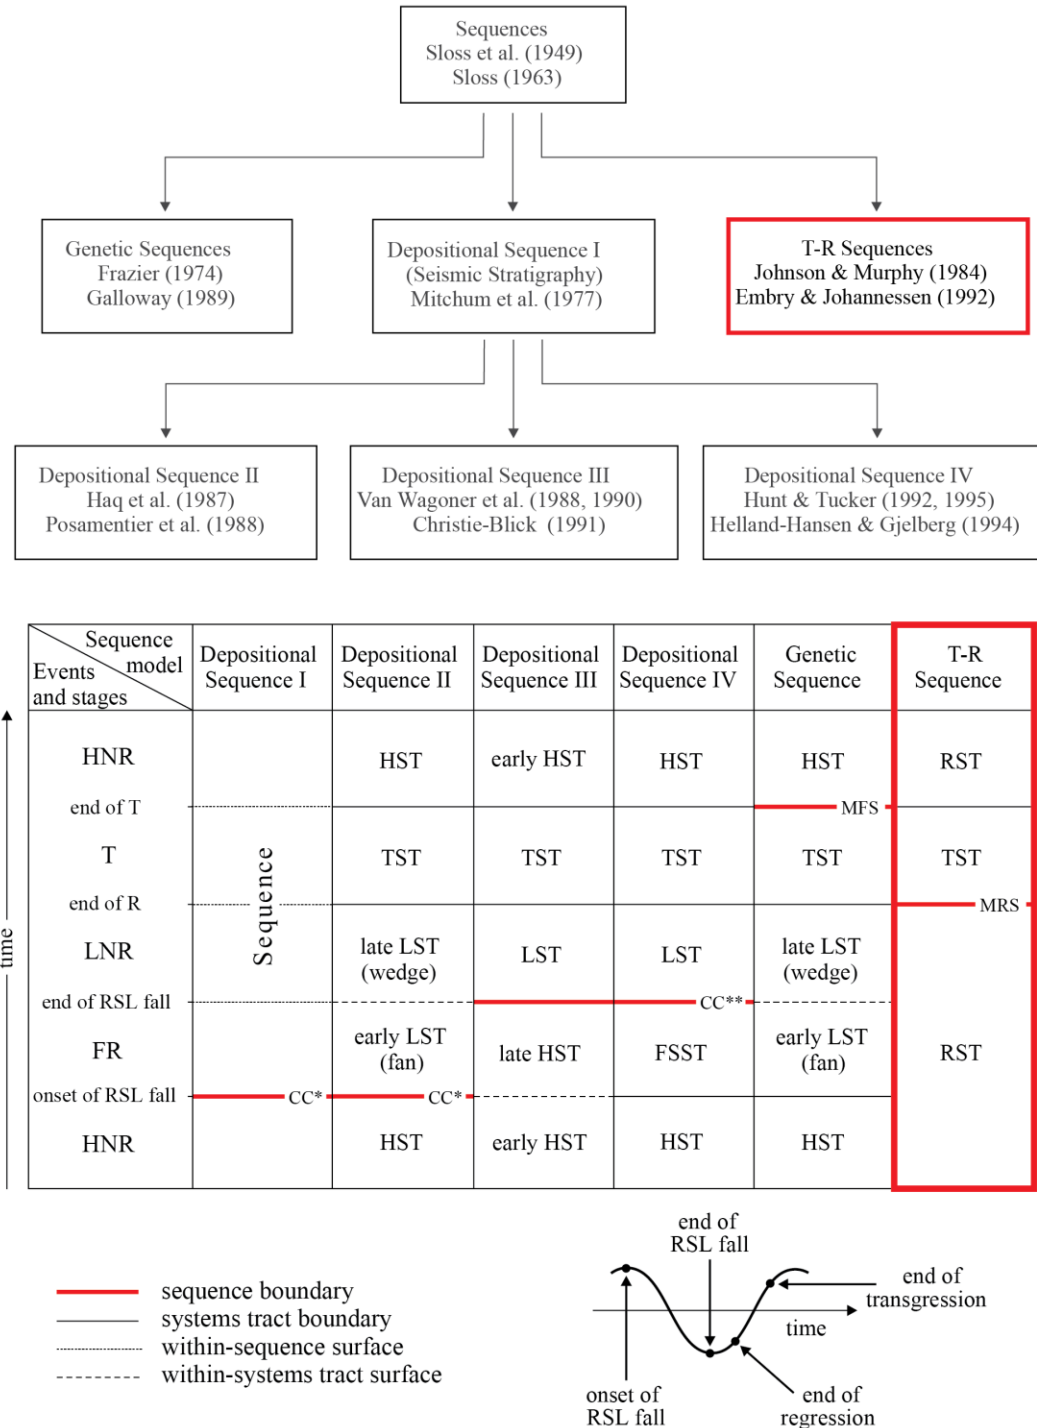 Sequences
Sloss et al. (1949)
Sloss (1963)
Genetic Sequences
Frazier (1974)
Galloway (1989)
Depositional Sequence I
(Seismic Stratigraphy)
Mitchum et al. (1977)
T-R Sequences
Johnson & Murphy (1984)
Embry & Johannessen (1992)
Depositional Sequence II
Haq et al. (1987)
Posamentier et al. (1988)
Depositional Sequence III
Van Wagoner et al. (1988, 1990)
Christie-Blick (1991)
Depositional Sequence IV
Hunt & Tucker (1992, 1995)
Helland-Hansen & Gjelberg (1994)
Sequence
model
Events
and stages
Depositional
Sequence I
Depositional
Sequence II
Depositional
Sequence III
Depositional
Sequence IV
Genetic
Sequence
T-R
Sequence
HNR
HST
early HST
HST
HST
RST
end of T
MFS
T
TST
TST
TST
TST
TST
end of R
MRS
Sequence
time
LNR
late LST
(wedge)
LST
LST
late LST
(wedge)
end of RSL fall
CC**
FR
early LST
(fan)
late HST
FSST
early LST
(fan)
RST
onset of RSL fall
CC*
CC*
HNR
HST
early HST
HST
HST
sequence boundary
systems tract boundary
within-sequence surface
within-systems tract surface
end of
RSL fall
end of
transgression
time
onset of
RSL fall
end of
regression